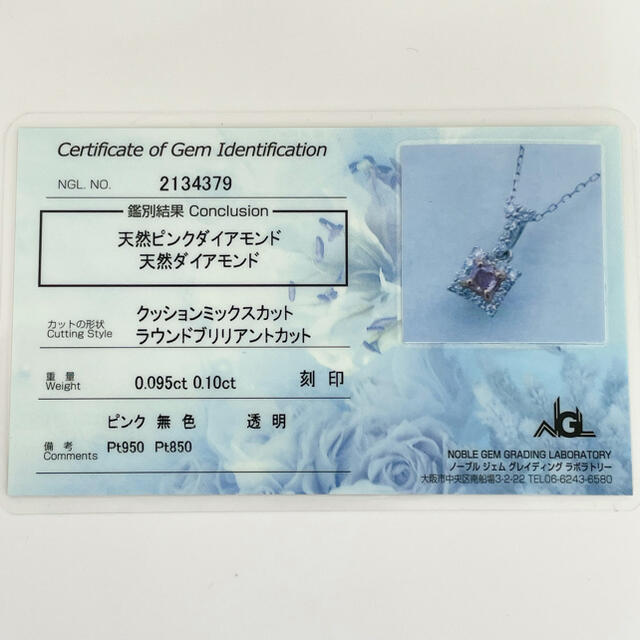 Certificate of Gem Identification
NGL. NO. 2134379
鑑別結果 Conclusion
天然ピンクダイアモンド
天然ダイアモンド
カットの形状 クッションミックスカット
Cutting Style ラウンドブリリアントカット
重量 0.095ct 0.10ct 刻印
Weight
ピンク 無色 透明
備考 Pt950 Pt850
Comments
NGL
NOBLE GEM GRADING LABORATORY
ノーブル ジェム グレイディング ラボラトリー
大阪市中央区南船場3-2-22 TEL06-6243-6580